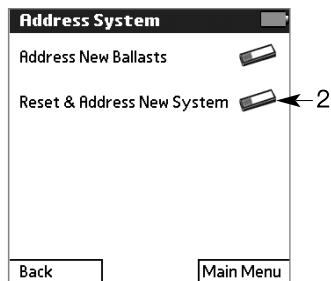 Address System
Address New Ballasts
Reset & Address New System
2
Back
Main Menu